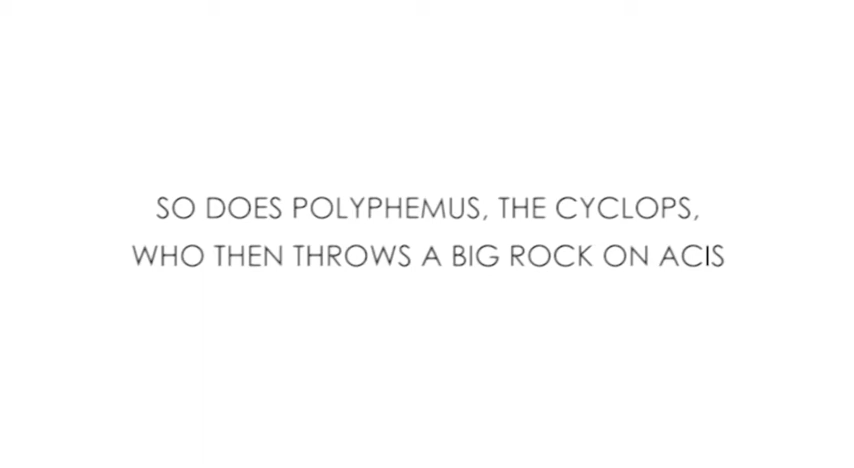 SO DOES POLYPHEMUS, THE CYCLOPS,
WHO THEN THROWS A BIG ROCK ON ACIS